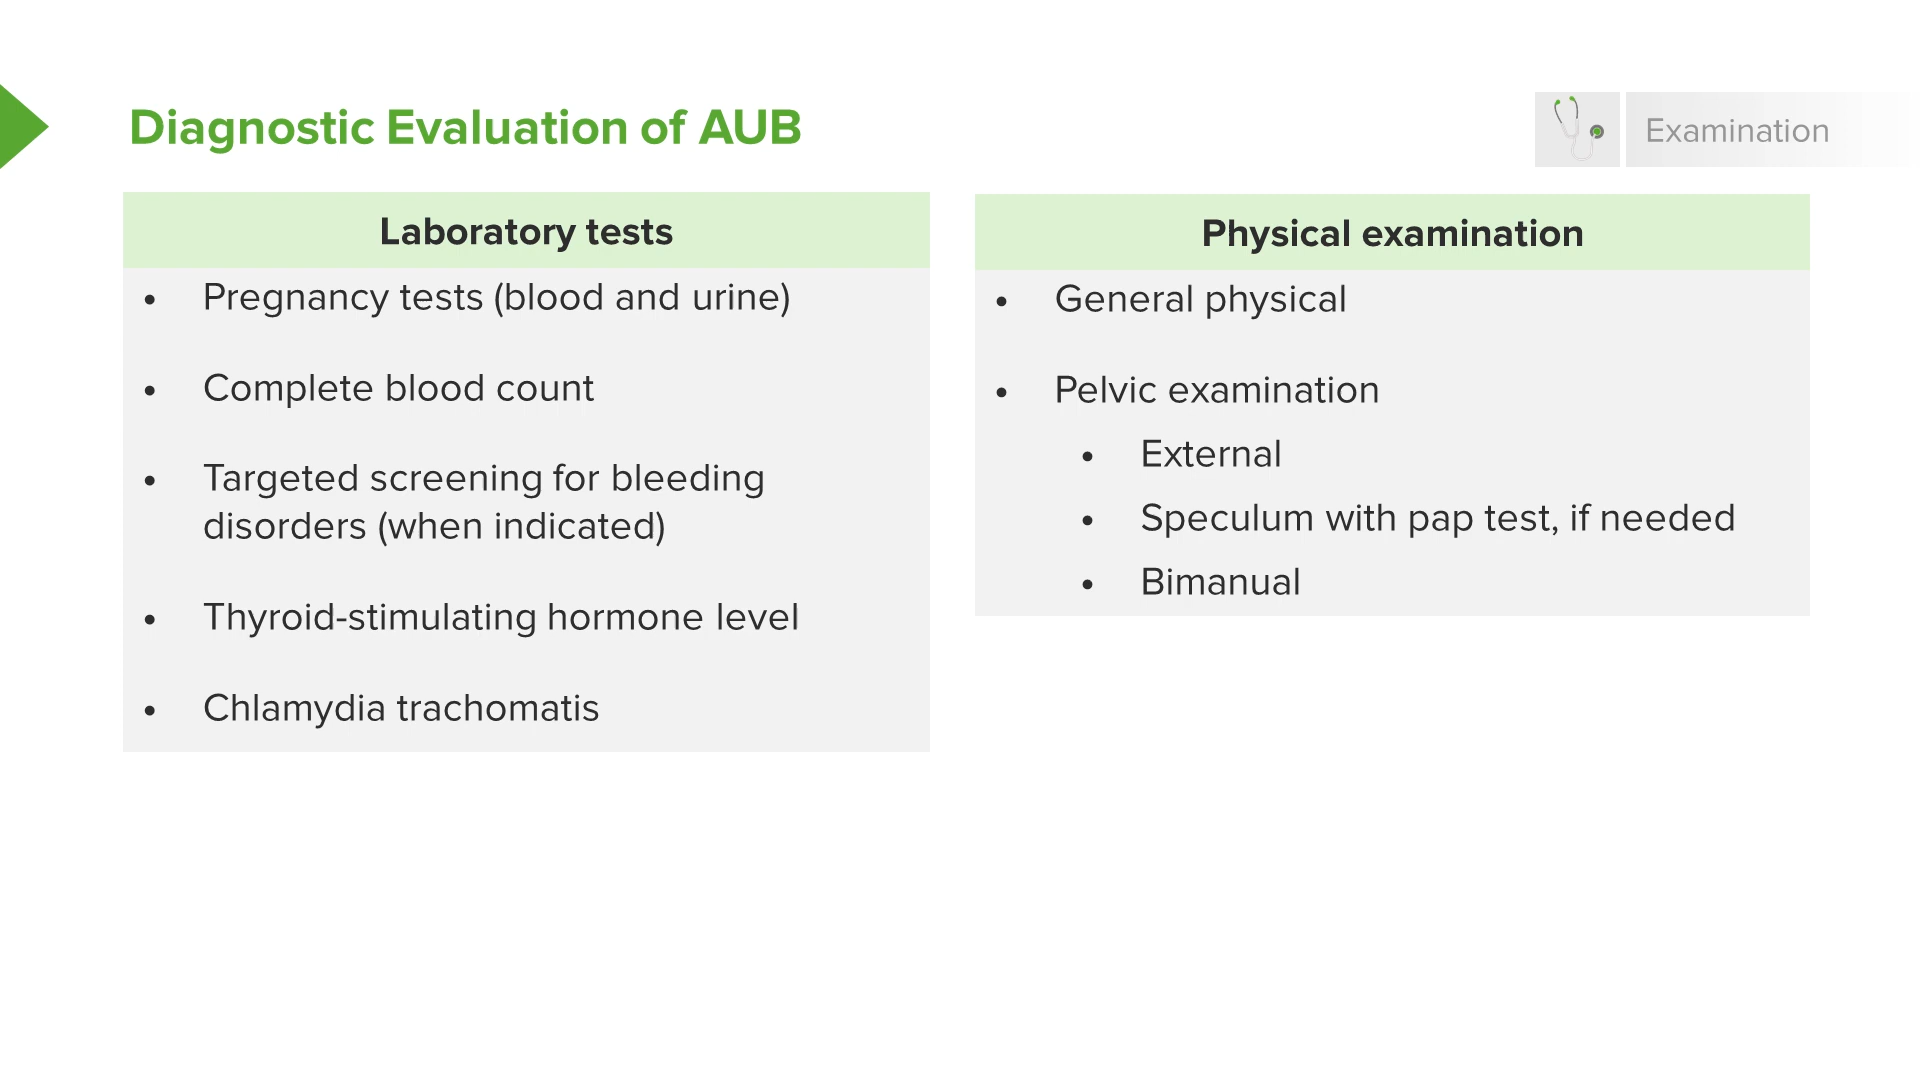 Diagnostic Evaluation of AUB
Examination
Laboratory tests
• Pregnancy tests (blood and urine)
• Complete blood count
• Targeted screening for bleeding
disorders (when indicated)
• Thyroid-stimulating hormone level
• Chlamydia trachomatis
Physical examination
• General physical
• Pelvic examination
• External
• Speculum with pap test, if needed
• Bimanual